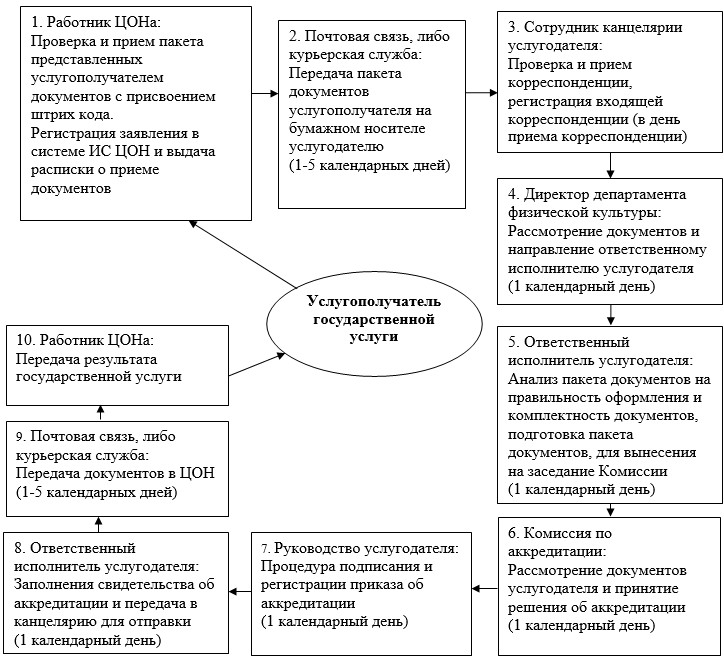 1. Работник ЦОНа:
Проверка и прием пакета
представленных
услугополучателем
документов с присвоением
штрих кода.
Регистрация заявления в
системе ИС ЦОН и выдача
расписки о приеме
документов
2. Почтовая связь, либо
курьерская служба:
Передача пакета
документов
услугополучателя на
бумажном носителе
услугодателю
(1-5 календарных дней)
3. Сотрудник канцелярии
услугодателя:
Проверка и прием
корреспонденции,
регистрация входящей
корреспонденции (в день
приема корреспонденции)
4. Директор департамента
физической культуры:
Рассмотрение документов и
направление ответственному
исполнителю услугодателя
(1 календарный день)
5. Ответственный
исполнитель услугодателя:
Анализ пакета документов на
правильность оформления и
комплектность документов,
подготовка пакета
документов, для вынесения
на заседание Комиссии
(1 календарный день)
6. Комиссия по
аккредитации:
Рассмотрение документов
услугодателя и принятие
решения об аккредитации
(1 календарный день)
7. Руководство услугодателя:
Процедура подписания и
регистрации приказа об
аккредитации
(1 календарный день)
8. Ответственный
исполнитель услугодателя:
Заполнения свидетельства об
аккредитации и передача в
канцелярию для отправки
(1 календарный день)
9. Почтовая связь, либо
курьерская служба:
Передача документов в ЦОН
(1-5 календарных дней)
10. Работник ЦОНа:
Передача результата
государственной услуги
Услугополучатель
государственной
услуги